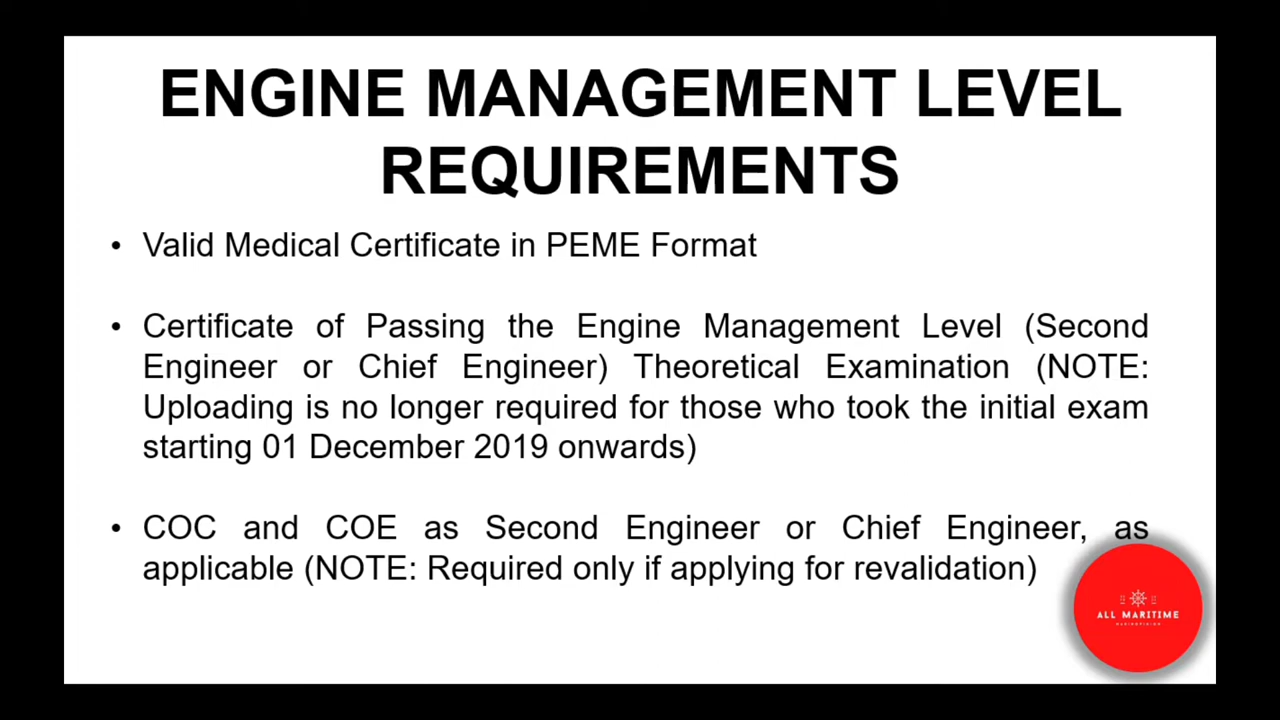 ENGINE MANAGEMENT LEVEL
REQUIREMENTS
• Valid Medical Certificate in PEME Format
• Certificate of Passing the Engine Management Level (Second
Engineer or Chief Engineer) Theoretical Examination (NOTE:
Uploading is no longer required for those who took the initial exam
starting 01 December 2019 onwards)
• COC and COE as Second Engineer or Chief Engineer, as
applicable (NOTE: Required only if applying for revalidation)
ALL MARITIME